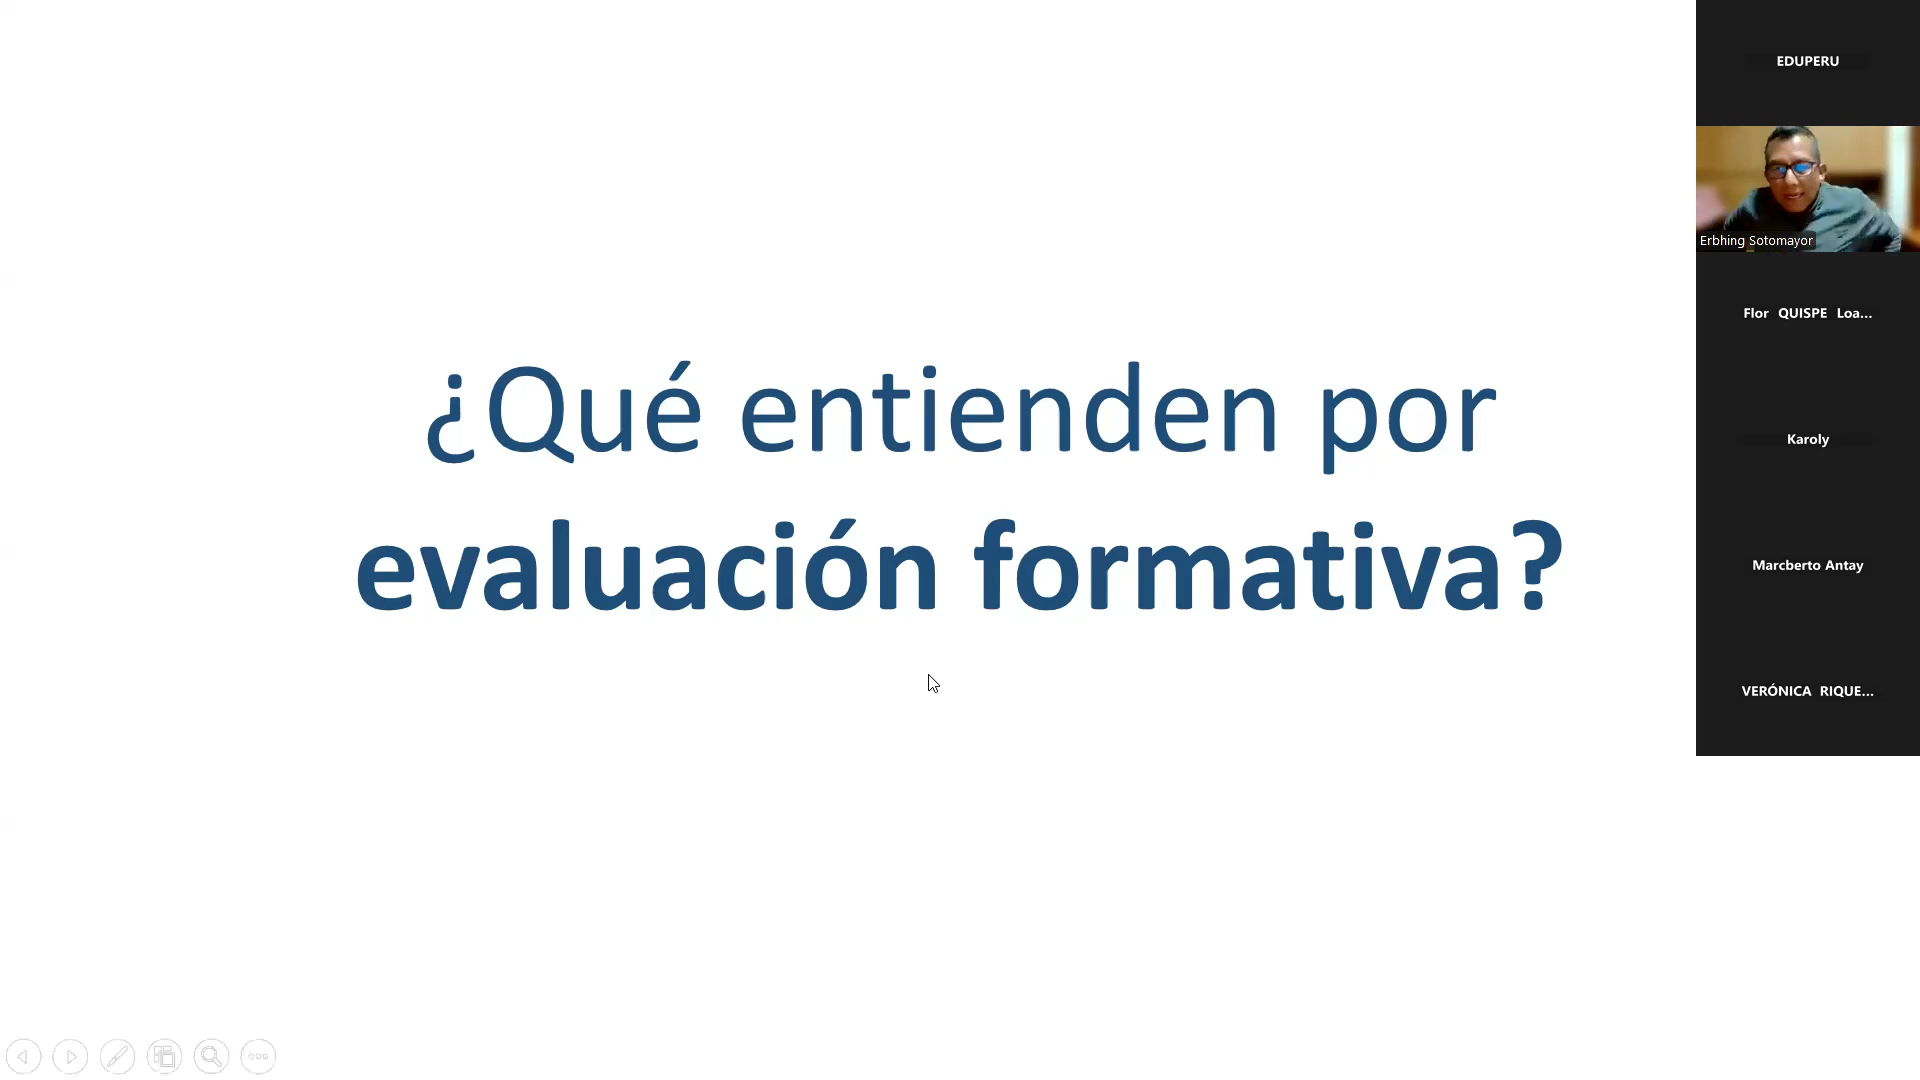 ¿Qué entienden por
evaluación formativa?
EDUPERU
Erbhing Sotomayor
Flor QUISPE Loa...
Karoly
Marcberto Antay
VERÓNICA RIQUE...